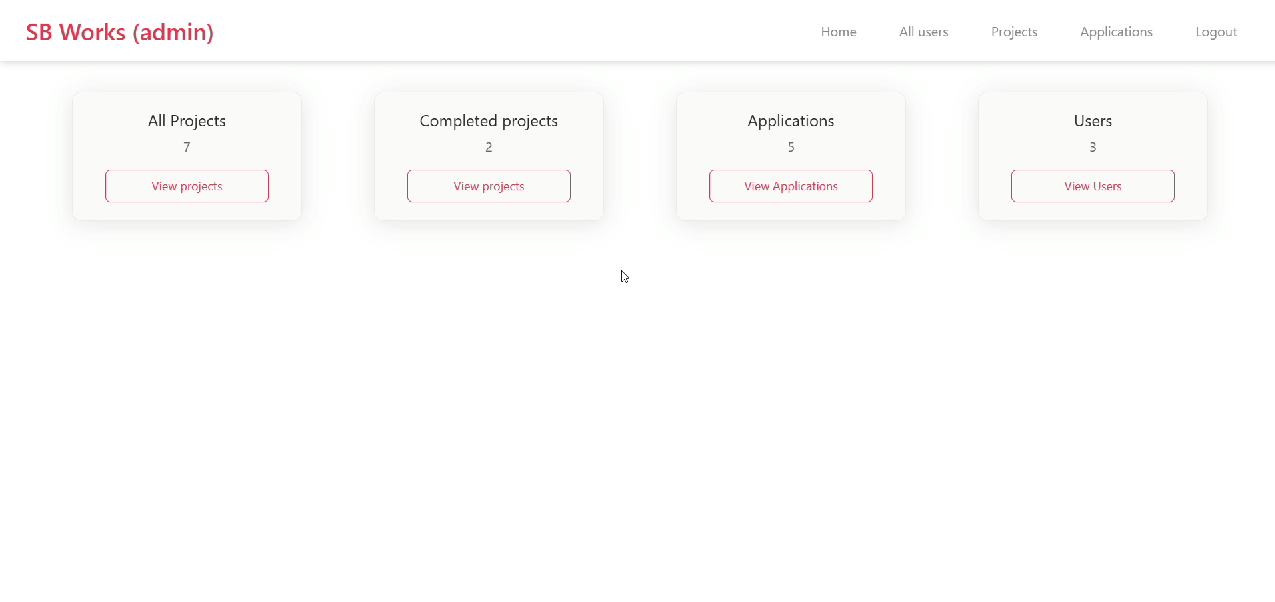 SB Works (admin)
Home All users Projects Applications Logout
All Projects
7
View projects
Completed projects
2
View projects
Applications
5
View Applications
Users
3
View Users